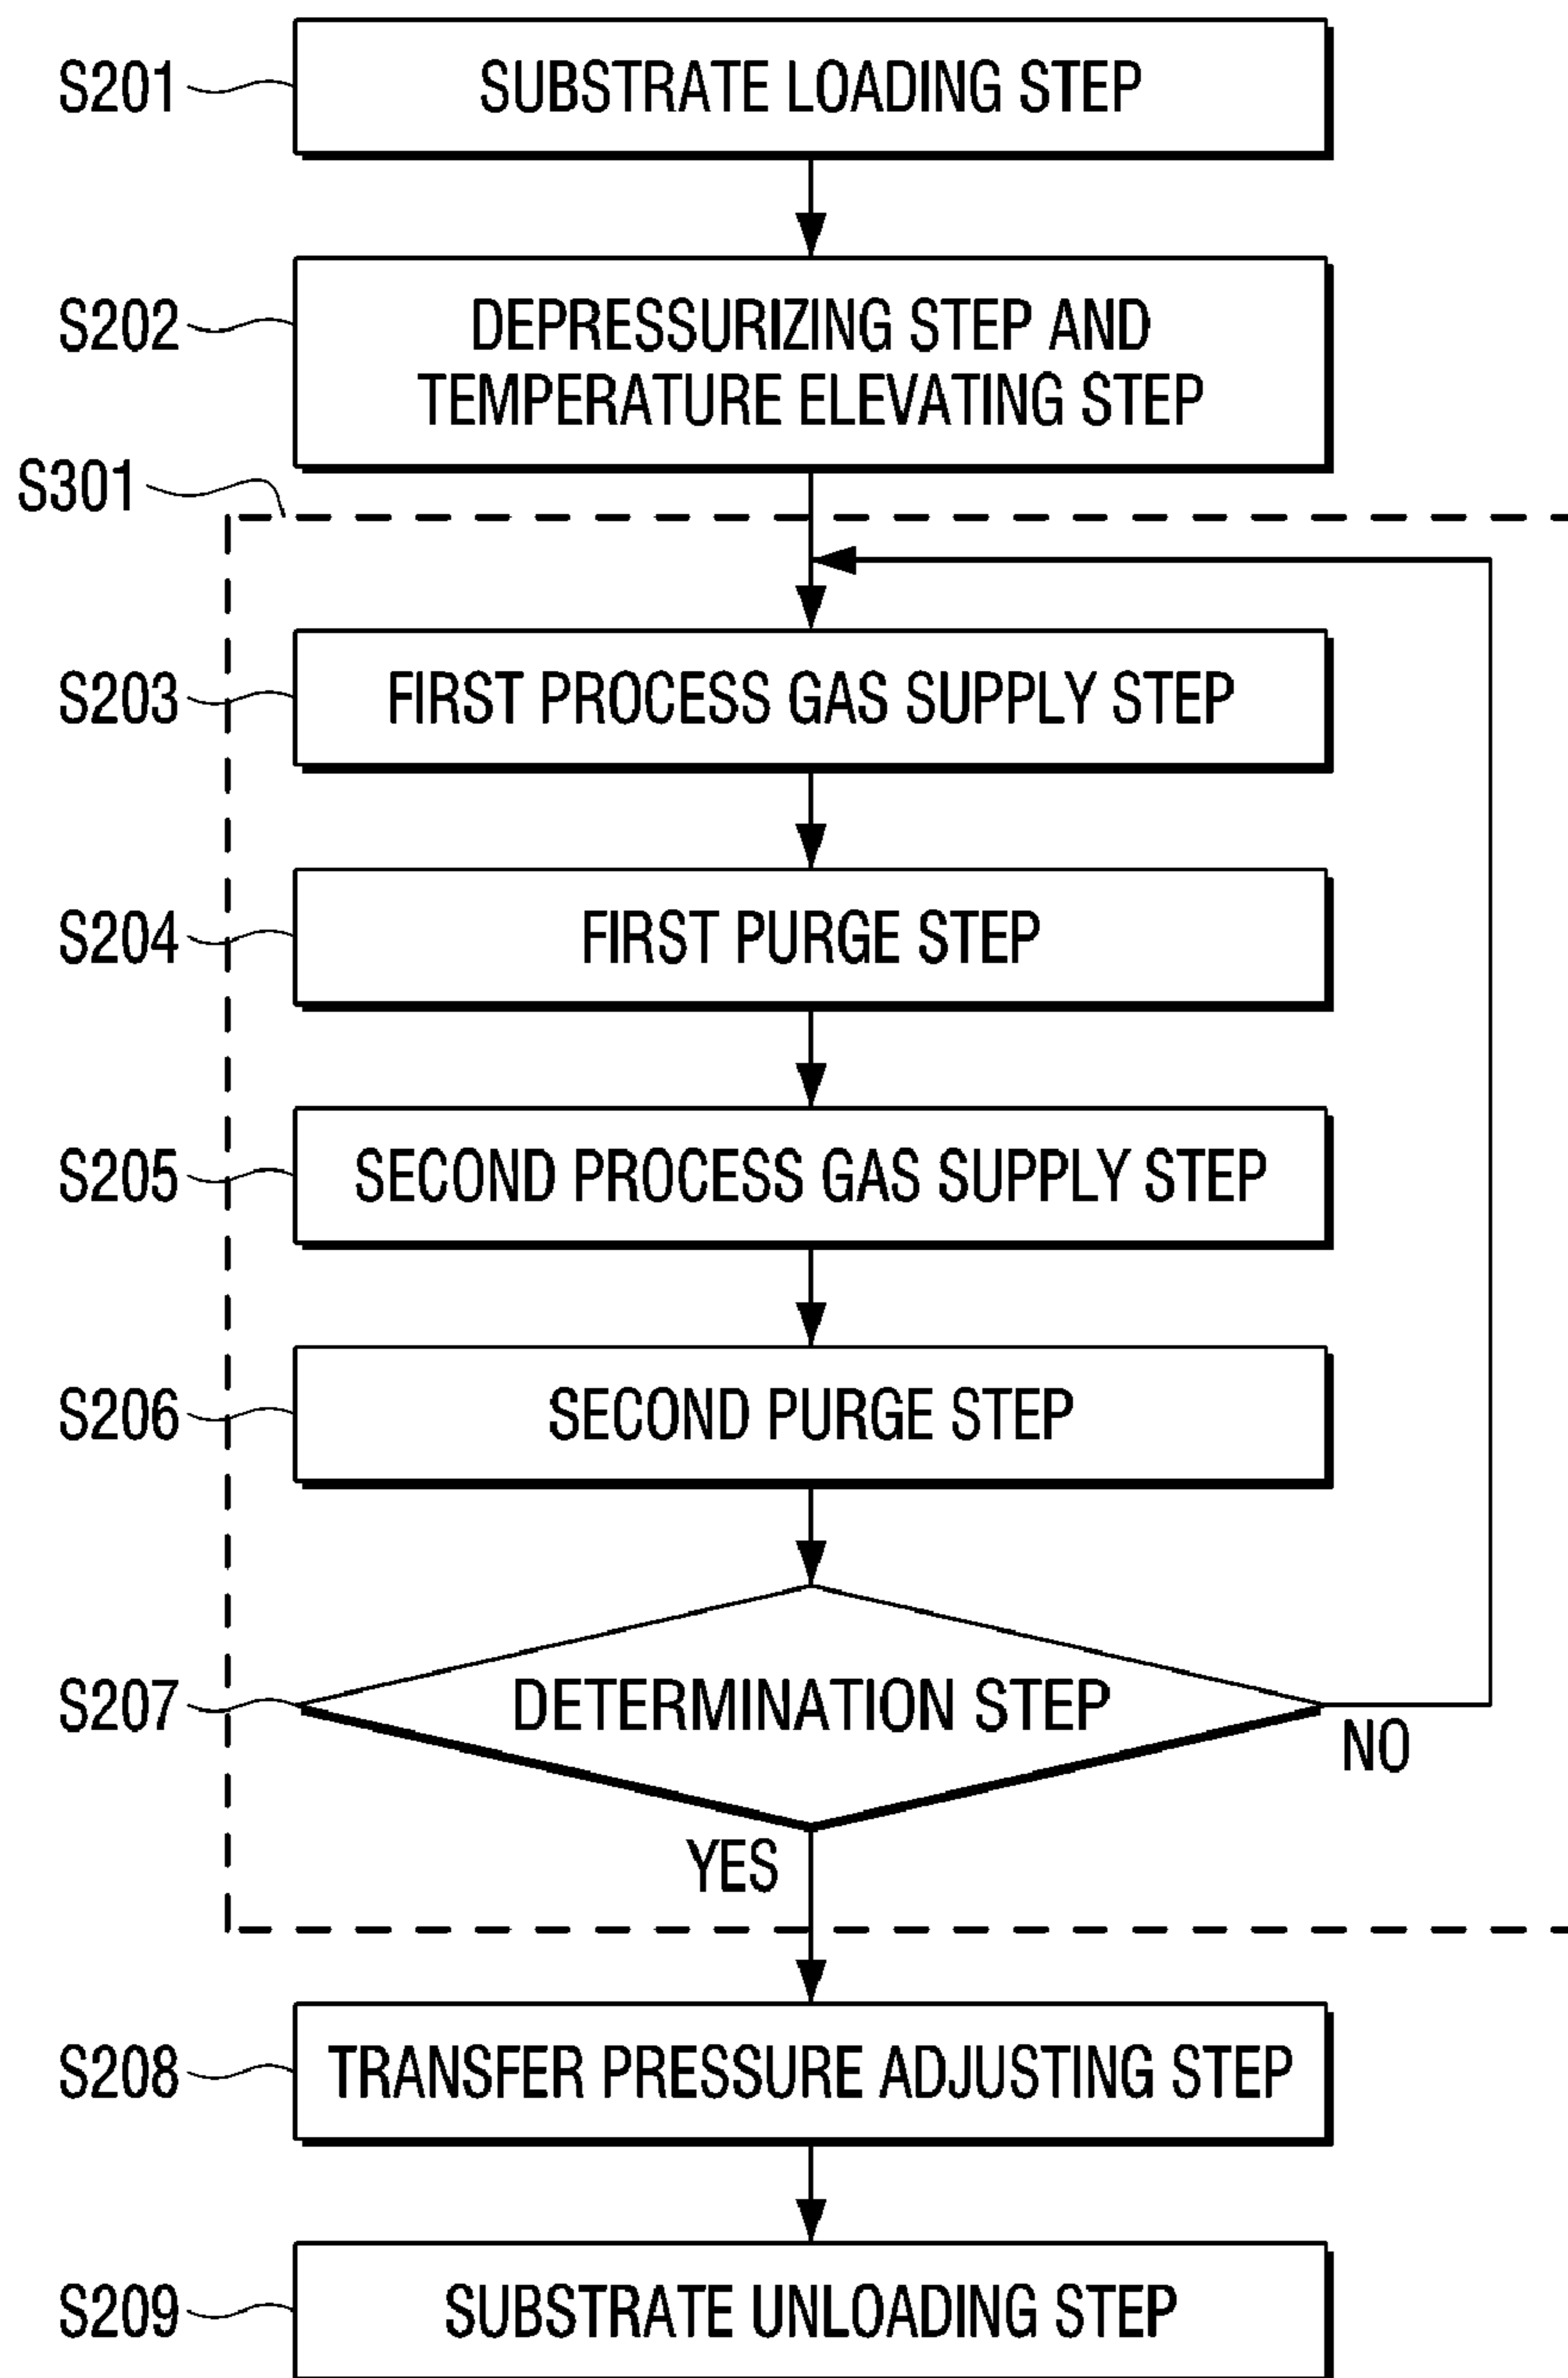 S201 SUBSTRATE LOADING STEP
S202 DEPRESSURIZING STEP AND
TEMPERATURE ELEVATING STEP
S301
S203 FIRST PROCESS GAS SUPPLY STEP
S204 FIRST PURGE STEP
S205 SECOND PROCESS GAS SUPPLY STEP
S206 SECOND PURGE STEP
S207 DETERMINATION STEP
NO
YES
S208 TRANSFER PRESSURE ADJUSTING STEP
S209 SUBSTRATE UNLOADING STEP